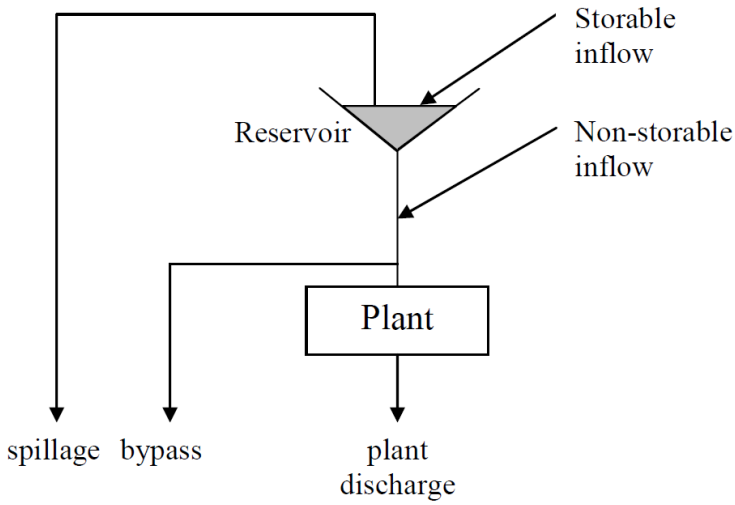 Storable
inflow
Reservoir
Non-storable
inflow
Plant
spillage
bypass
plant
discharge